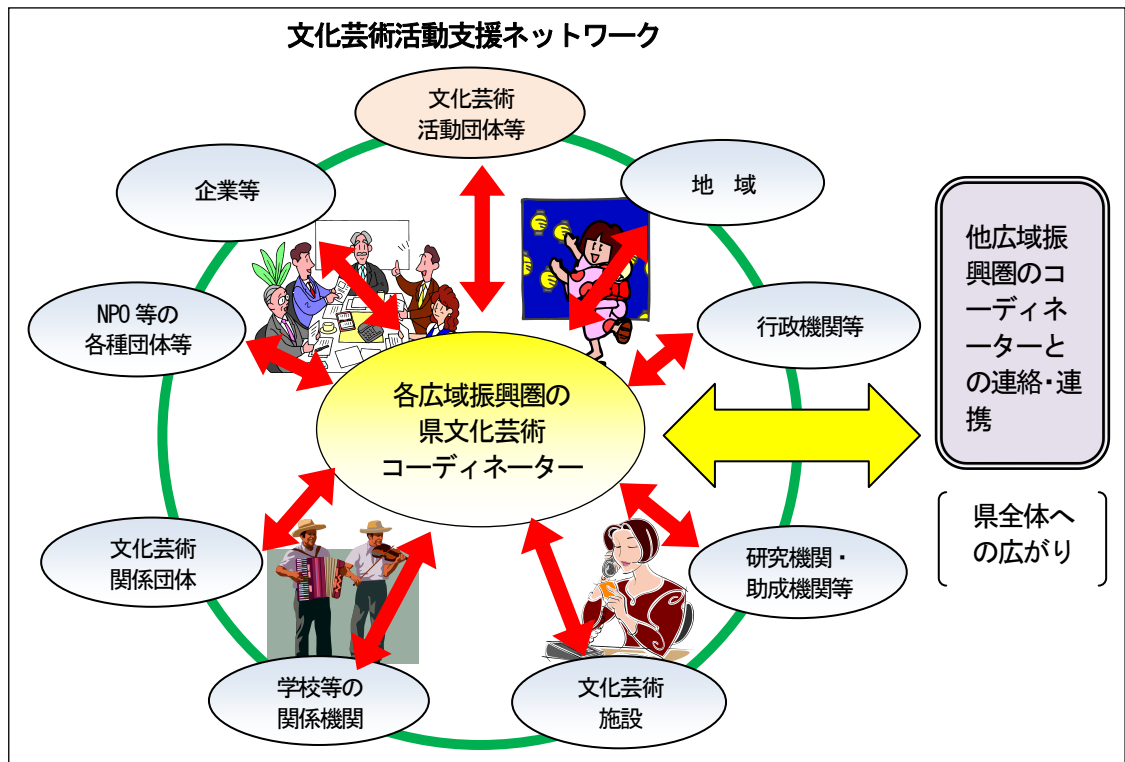 文化芸術活動支援ネットワーク
文化芸術
活動団体等
企業等
地　域
NPO 等の
各種団体等
行政機関等
各広域振興圏の
県文化芸術
コーディネーター
他広域振
興圏のコ
ーディネ
ーターと
の連絡・連
携
県全体へ
の広がり
文化芸術
関係団体
研究機関・
助成機関等
学校等の
関係機関
文化芸術
施設